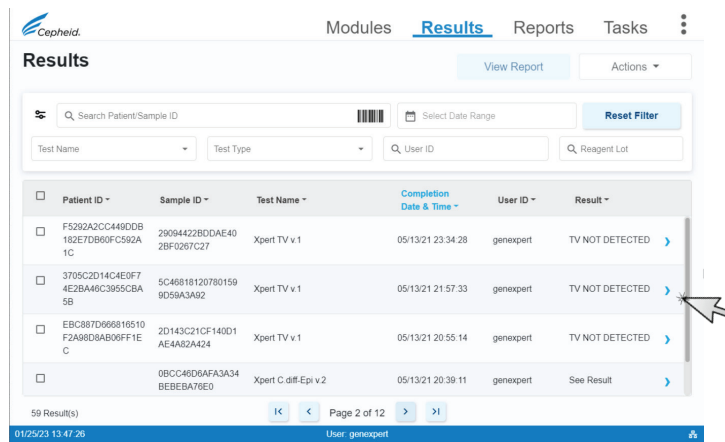 Cepheid.
Modules Results Reports Tasks
Results
View Report Actions
Search Patient/Sample ID Select Date Range Reset Filter
Test Name Test Type User ID Reagent Lot
Patient ID Sample ID Test Name Completion Date & Time User ID Result
F5292A2CC449DDB
182E7DB60FC592A
1C
29094422BDDAE40
2BF0267C27
Xpert TV v.1 05/13/21 23:34:28 genexpert TV NOT DETECTED
3705C2D14C4E0F7
4E2BA46C3955CBA
5B
5C46818120780159
9D59A3A92
Xpert TV v.1 05/13/21 21:57:33 genexpert TV NOT DETECTED
EBC887D666816510
F2A98D8AB06FF1E
C
2D143C21CF140D1
AE4A82A424
Xpert TV v.1 05/13/21 20:55:14 genexpert TV NOT DETECTED
0BCC46D6AFA3A34
BEBEBA76E0
Xpert C.diff-Epi v.2 05/13/21 20:39:11 genexpert See Result
59 Result(s) Page 2 of 12
01/25/23 13:47:26 User: genexpert